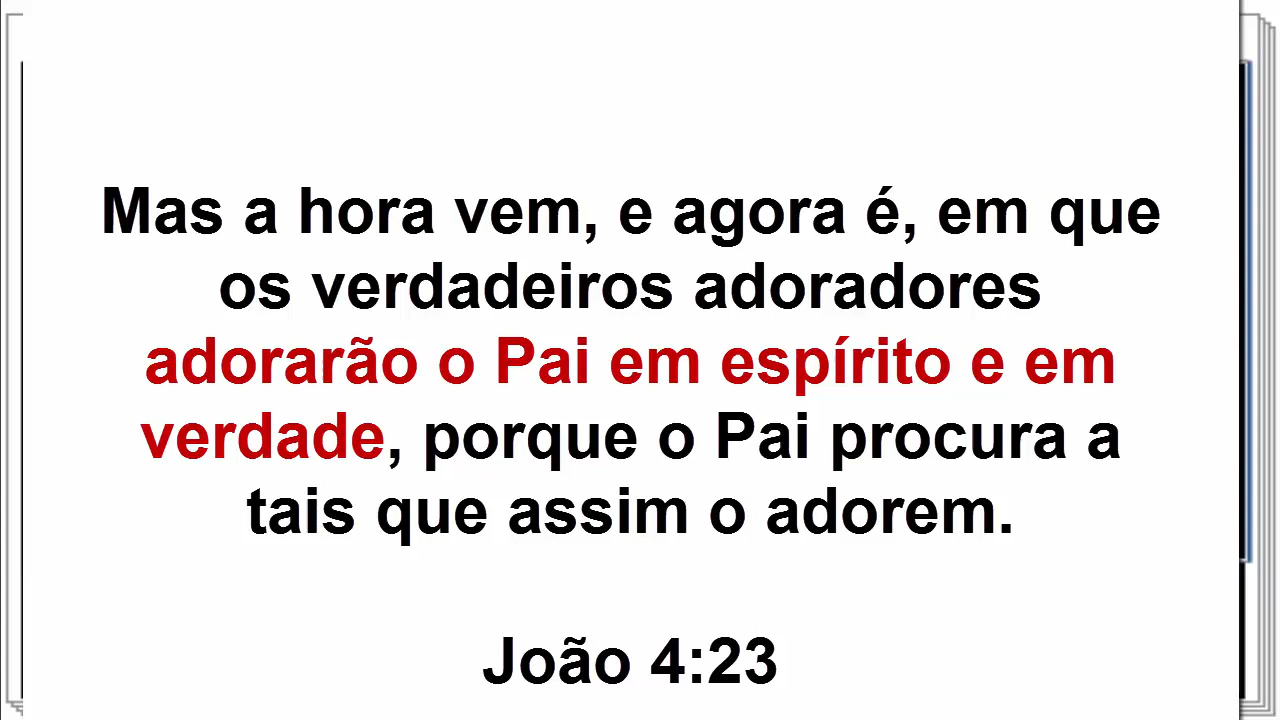 Mas a hora vem, e agora é, em que
os verdadeiros adoradores
adorarão o Pai em espírito e em
verdade, porque o Pai procura a
tais que assim o adorem.
João 4:23